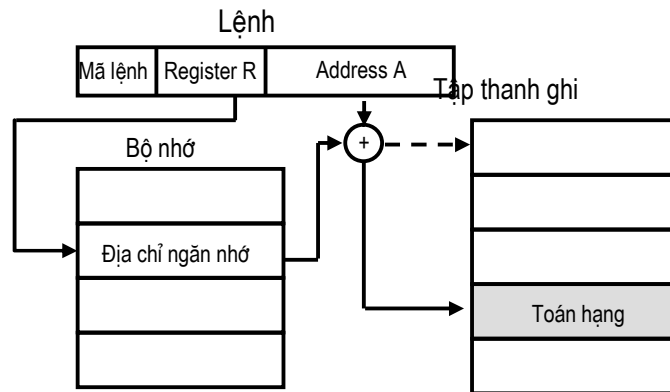 Lệnh
Mã lệnh
Register R
Address A
Tập thanh ghi
Bộ nhớ
+
Địa chỉ ngăn nhớ
Toán hạng